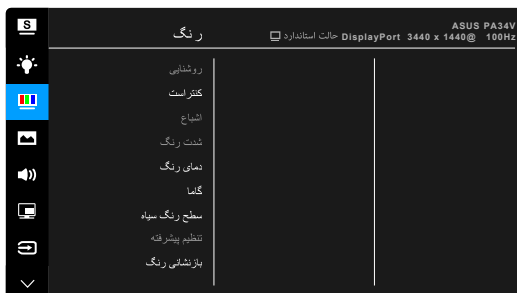 S
رنگ
ASUS PA34V
حالت استاندارد DisplayPort 3440 x 1440@ 100Hz
روشنایی
کنتراست
اشباع
شدت رنگ
دمای رنگ
گاما
سطح رنگ سیاه
تنظیم پیشرفته
بازنشانی رنگ